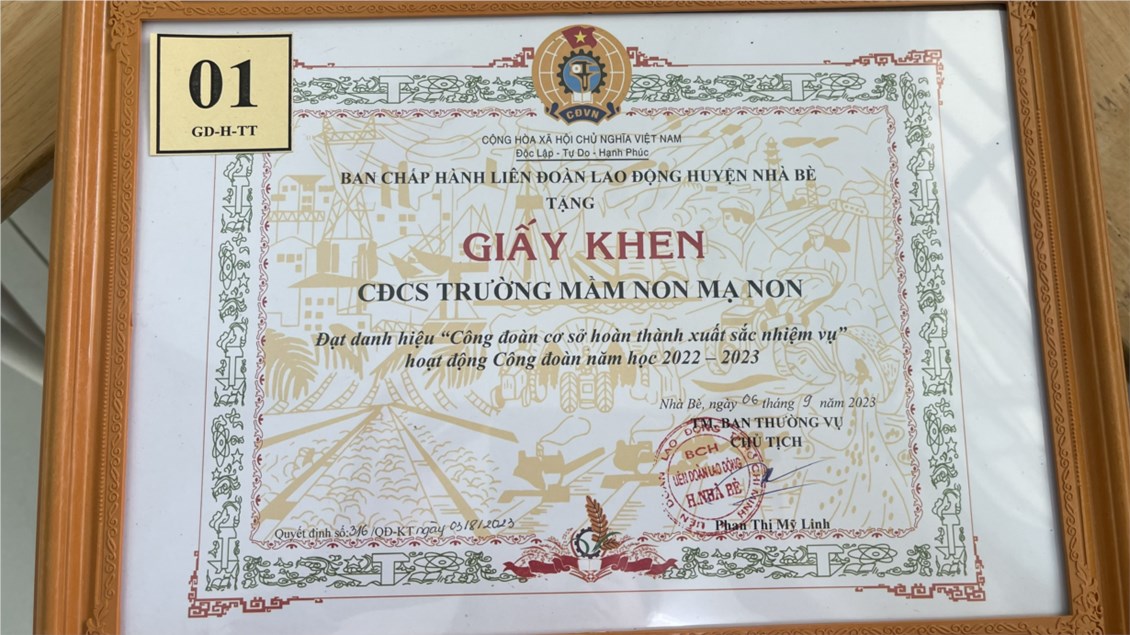 01
GD-H-TT
CĐVN
CỘNG HÒA XÃ HỘI CHỦ NGHĨA VIỆT NAM
Độc Lập - Tự Do - Hạnh Phúc
BAN CHẤP HÀNH LIÊN ĐOÀN LAO ĐỘNG HUYỆN NHÀ BÈ
TẶNG
GIẤY KHEN
CĐCS TRƯỜNG MẦM NON MẠ NON
Đạt danh hiệu “Công đoàn cơ sở hoàn thành xuất sắc nhiệm vụ”
hoạt động Công đoàn năm học 2022 – 2023
Nhà Bè, ngày 06 tháng 9 năm 2023
TM. BAN THƯỜNG VỤ
CHỦ TỊCH
BCH
LIÊN ĐOÀN LAO ĐỘNG
H.NHÀ BÈ
Phan Thị Mỹ Linh
Quyết định số: 316 /QĐ-KT ngày 03/8/2023